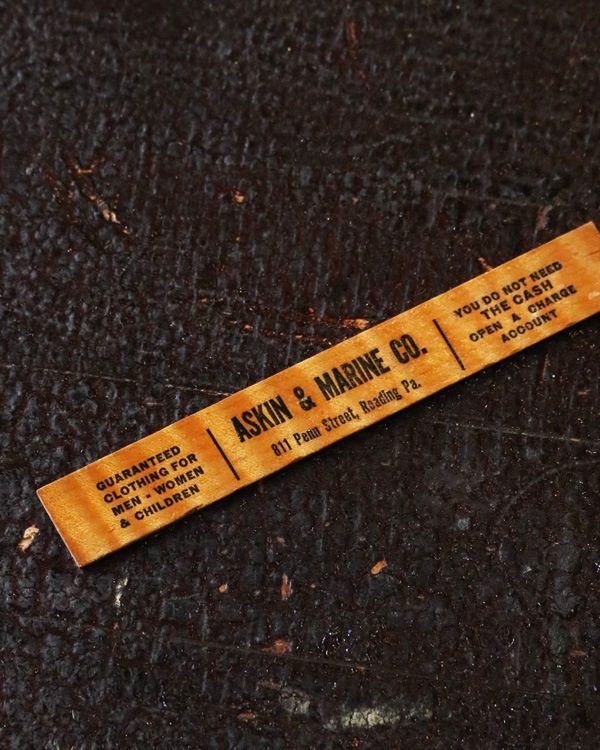 GUARANTEED
CLOTHING FOR
MEN - WOMEN
& CHILDREN
ASKIN & MARINE CO.
811 Penn Street, Reading Pa.
YOU DO NOT NEED
THE CASH
OPEN A CHARGE
ACCOUNT